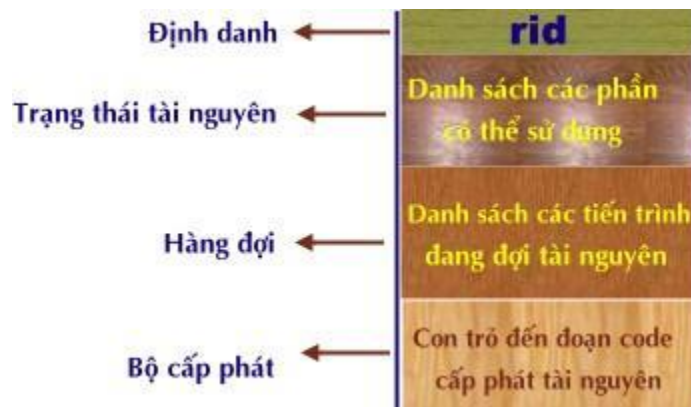 Định danh
rid
Trạng thái tài nguyên
Danh sách các phần
có thể sử dụng
Hàng đợi
Danh sách các tiến trình
đang đợi tài nguyên
Bộ cấp phát
Con trỏ đến đoạn code
cấp phát tài nguyên